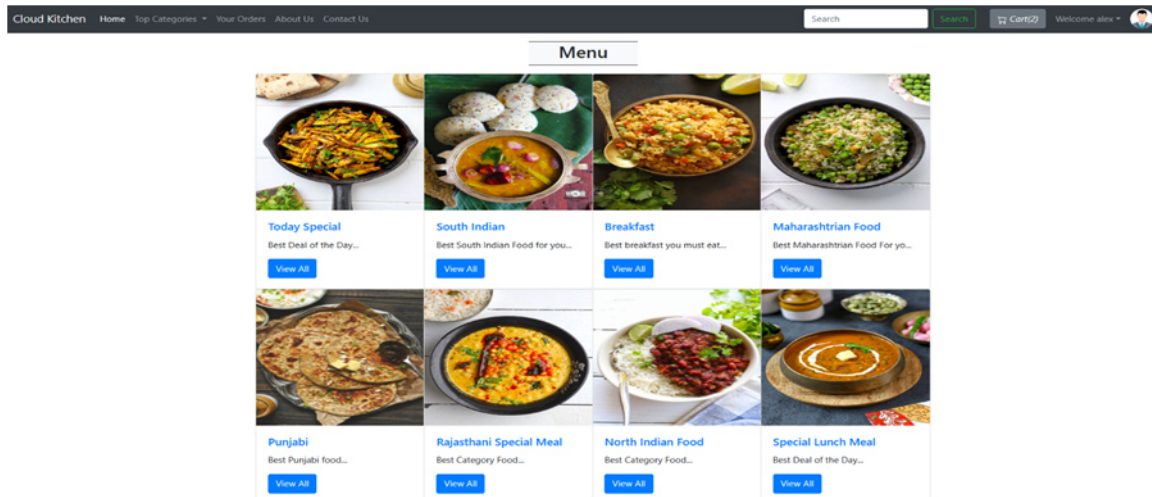 Cloud Kitchen Home Top Categories Your Orders About Us Contact Us Search Search Cart(2) Welcome alex
Menu
Today Special South Indian Breakfast Maharashtrian Food
Best Deal of the Day... Best South Indian Food for you... Best breakfast you must eat... Best Maharashtrian Food For yo...
View All View All View All View All
Punjabi Rajasthani Special Meal North Indian Food Special Lunch Meal
Best Punjabi food... Best Category Food... Best Category Food... Best Deal of the Day...
View All View All View All View All